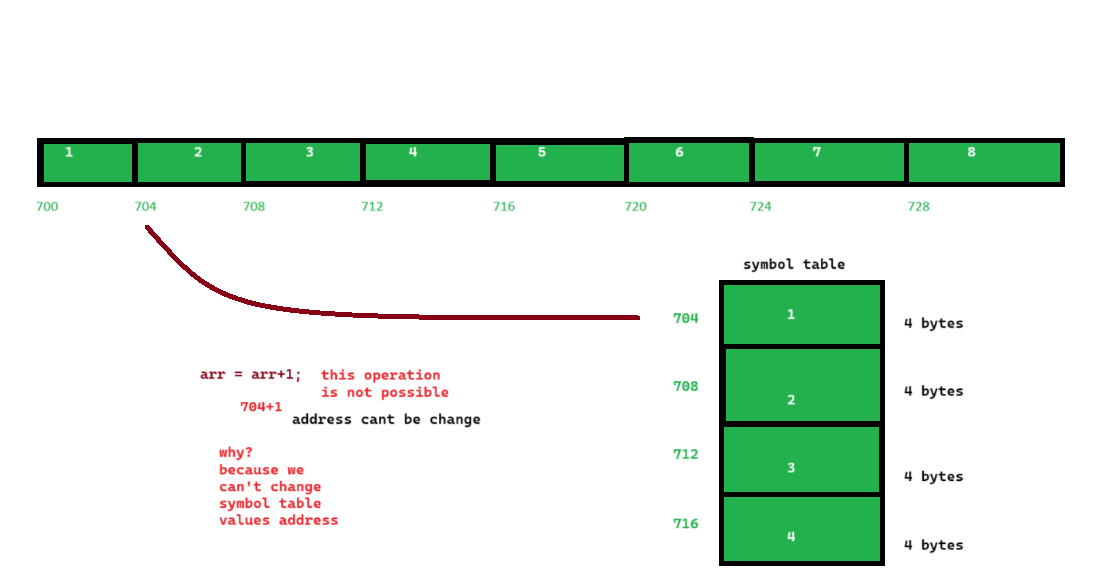 1 2 3 4 5 6 7 8
700 704 708 712 716 720 724 728
symbol table
704 1 4 bytes
708 2 4 bytes
712 3 4 bytes
716 4 4 bytes
arr = arr+1; this operation
is not possible
704+1
address cant be change
why?
because we
can't change
symbol table
values address